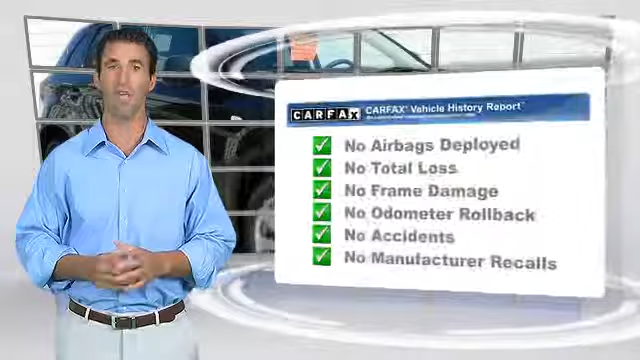 CARFAX CARFAX Vehicle History Report
No Airbags Deployed
No Total Loss
No Frame Damage
No Odometer Rollback
No Accidents
No Manufacturer Recalls